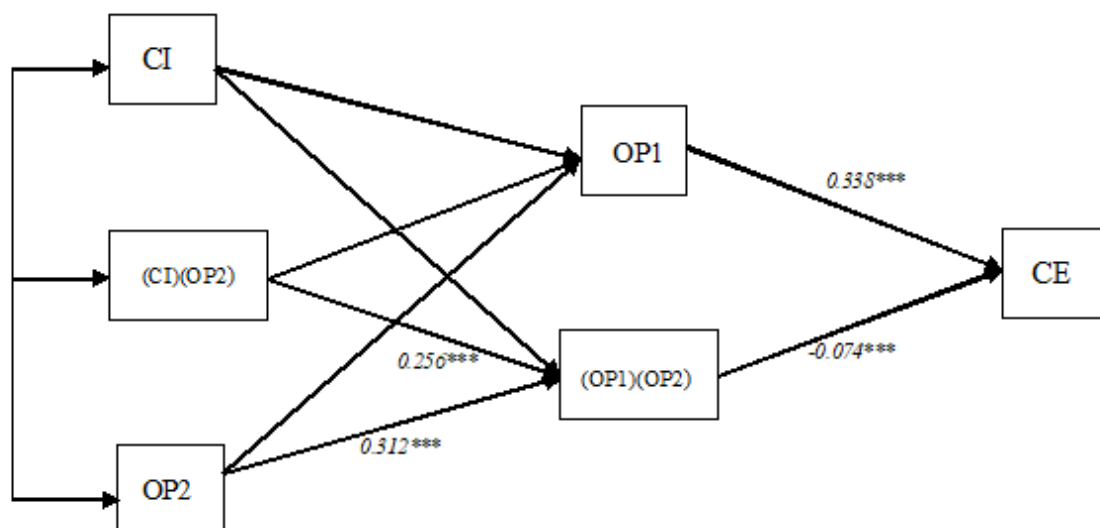 CI
OP1
0.338***
(CI)(OP2)
CE
0.256***
(OP1)(OP2)
-0.074***
0.312***
OP2